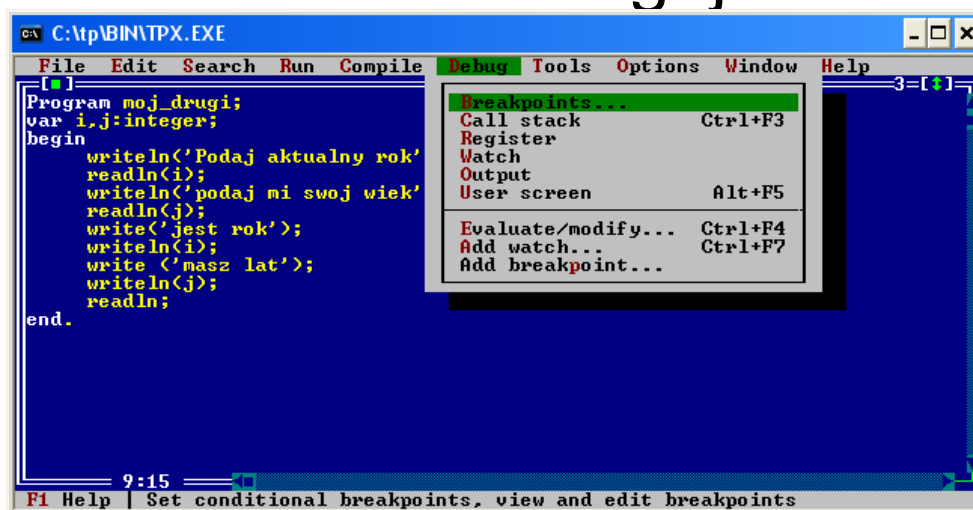 C:\tp\BIN\TPX.EXE
File Edit Search Run Compile Debug Tools Options Window Help
3=[↕]
Program moj_drugi;
var i,j:integer;
begin
writeln('Podaj aktualny rok'
readln(i);
writeln('podaj mi swoj wiek'
readln(j);
write('jest rok');
writeln(i);
write ('masz lat');
writeln(j);
readln;
end.
Breakpoints...
Call stack Ctrl+F3
Register
Watch
Output
User screen Alt+F5
Evaluate/modify... Ctrl+F4
Add watch... Ctrl+F7
Add breakpoint...
9:15
F1 Help | Set conditional breakpoints, view and edit breakpoints